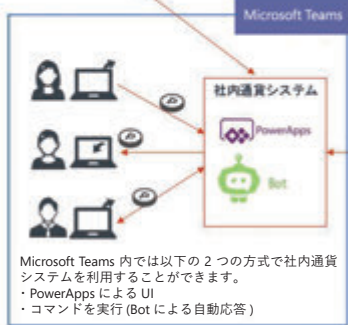 Microsoft Teams
社内通貨システム
PowerApps
Bot
Microsoft Teams 内では以下の 2 つの方式で社内通貨
システムを利用することができます。
・PowerApps による UI
・コマンドを実行 (Bot による自動応答 )